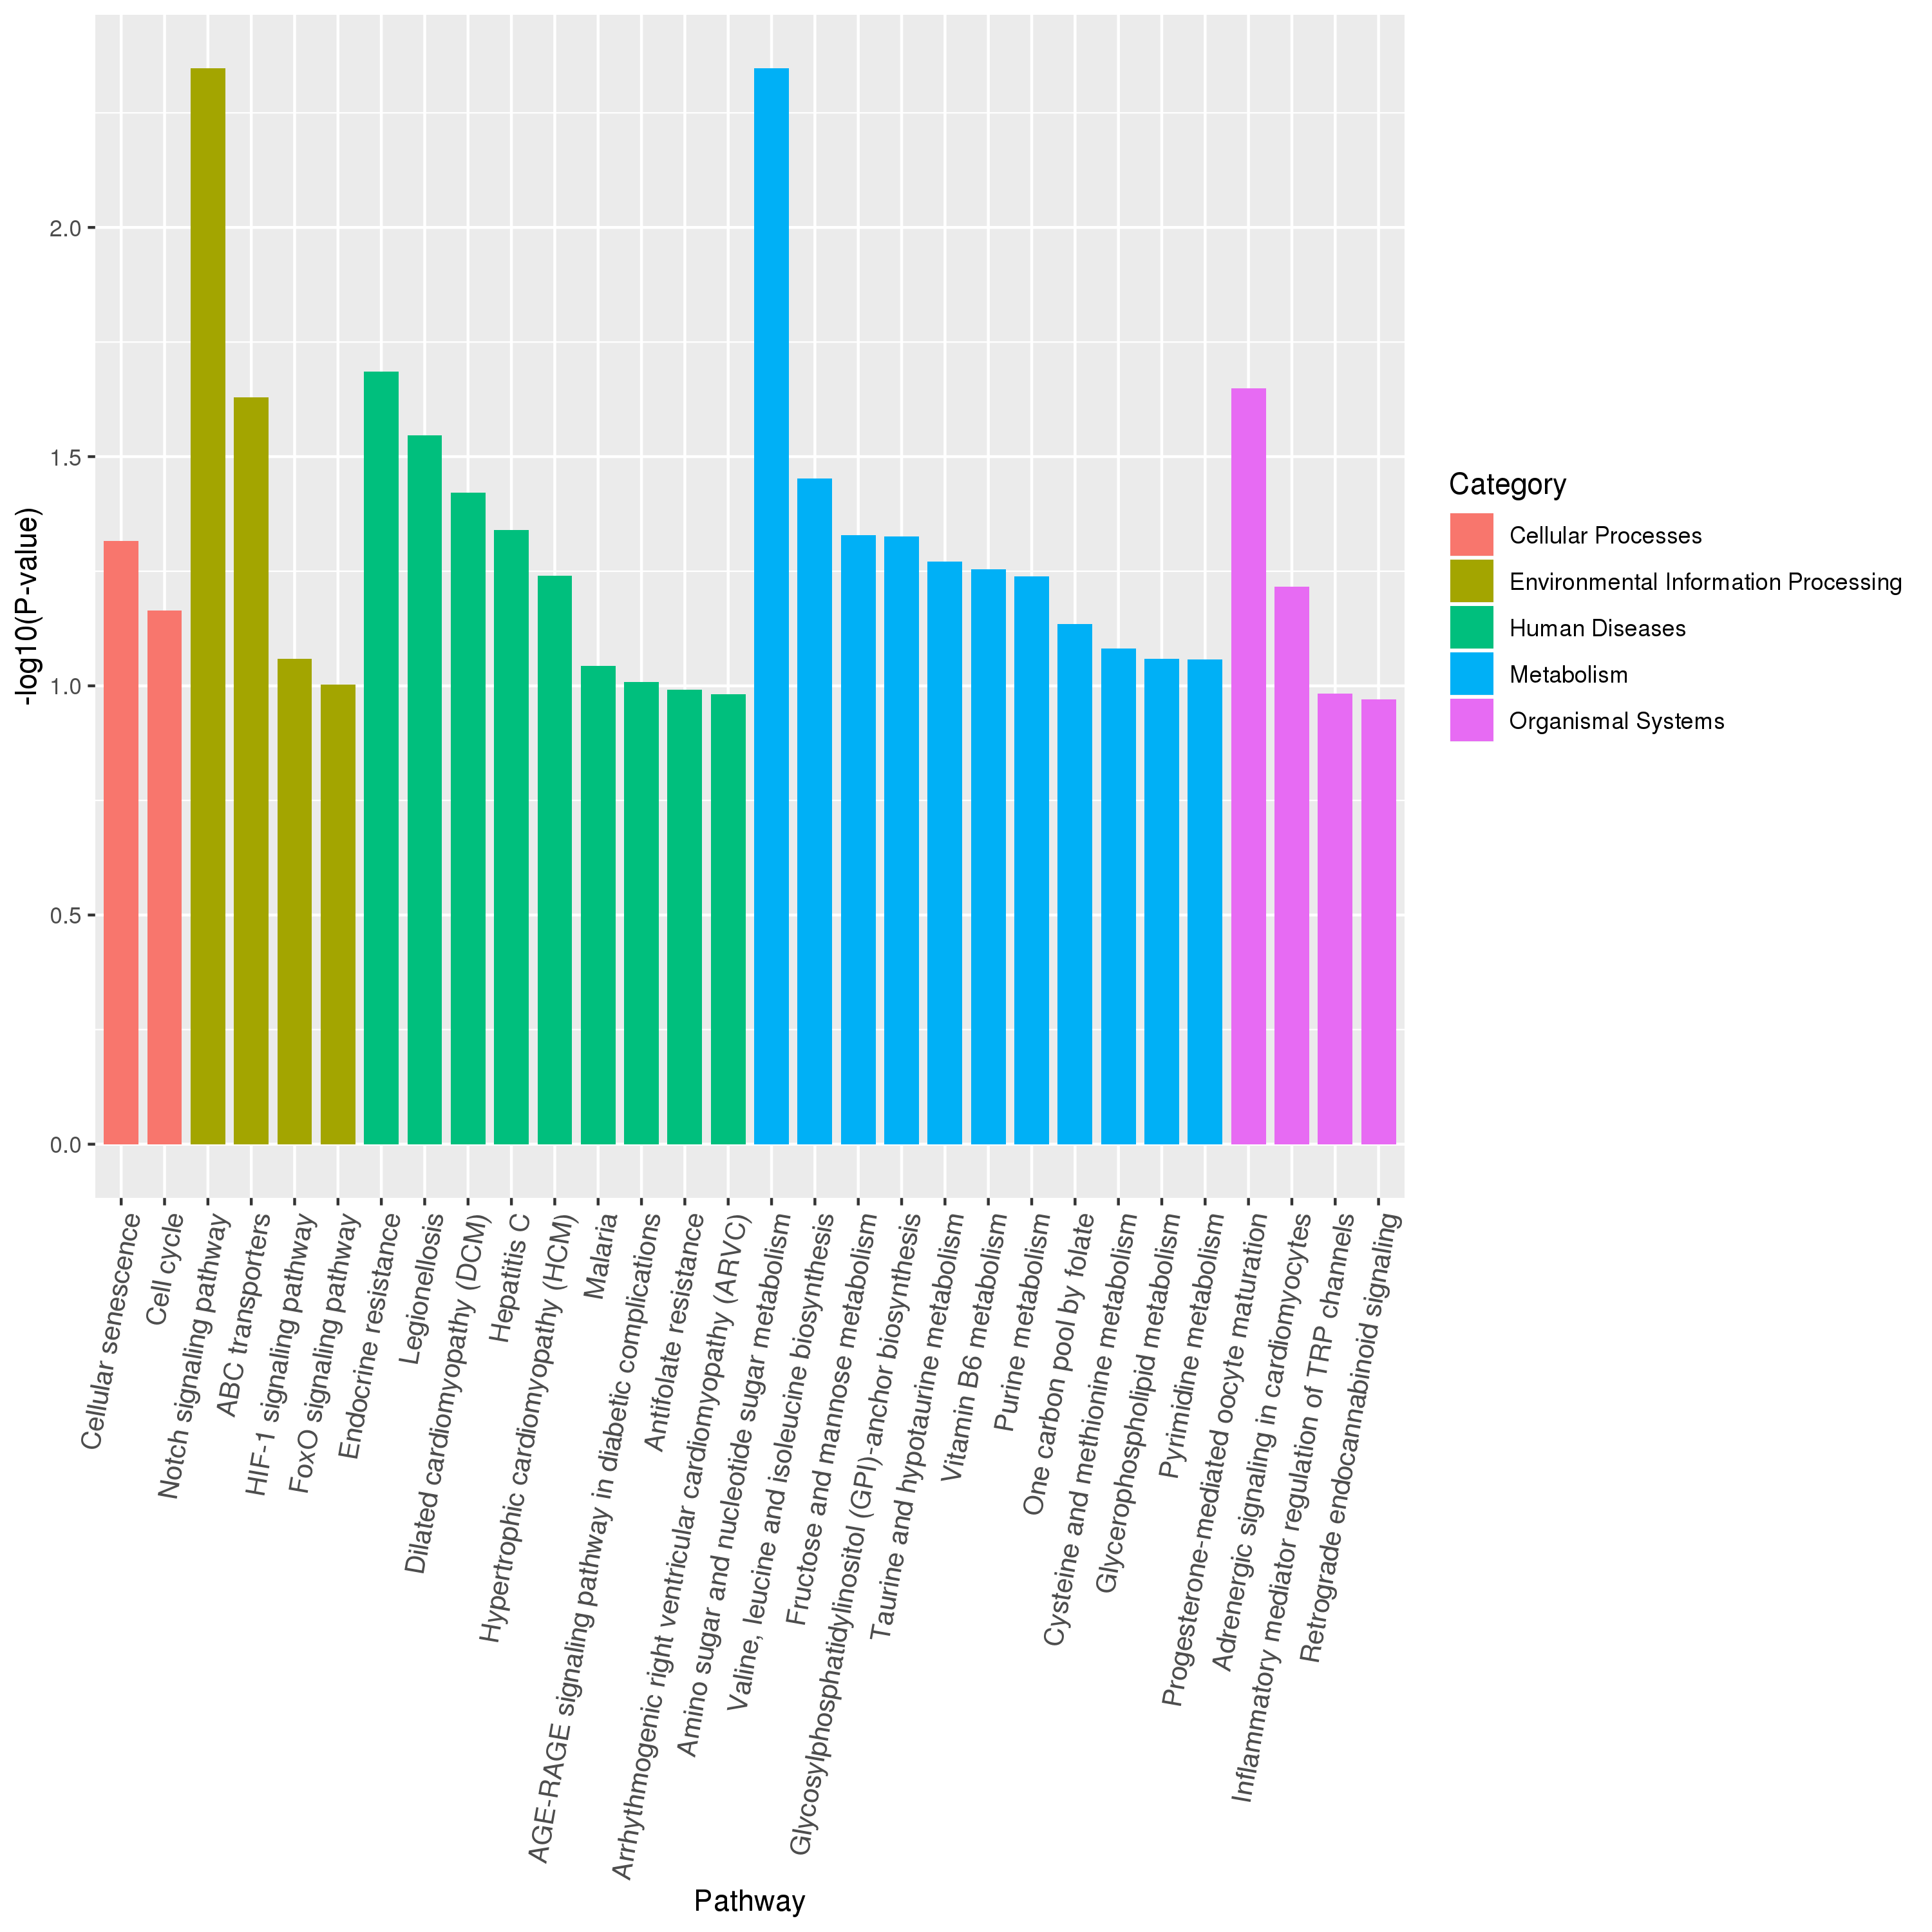 -log10(P-value)
2.0
1.5
1.0
0.5
0.0
Cellular senescence
Cell cycle
Notch signaling pathway
ABC transporters
HIF-1 signaling pathway
FoxO signaling pathway
Endocrine resistance
Legionellosis
Dilated cardiomyopathy (DCM)
Hepatitis C
Hypertrophic cardiomyopathy (HCM)
Malaria
AGE-RAGE signaling pathway in diabetic complications
Antifolate resistance
Arrhythmogenic right ventricular cardiomyopathy (ARVC)
Amino sugar and nucleotide sugar metabolism
Valine, leucine and isoleucine biosynthesis
Fructose and mannose metabolism
Glycosylphosphatidylinositol (GPI)-anchor biosynthesis
Taurine and hypotaurine metabolism
Vitamin B6 metabolism
Purine metabolism
One carbon pool by folate
Cysteine and methionine metabolism
Glycerophospholipid metabolism
Pyrimidine metabolism
Progesterone-mediated oocyte maturation
Adrenergic signaling in cardiomyocytes
Inflammatory mediator regulation of TRP channels
Retrograde endocannabinoid signaling
Pathway
Category
Cellular Processes
Environmental Information Processing
Human Diseases
Metabolism
Organismal Systems